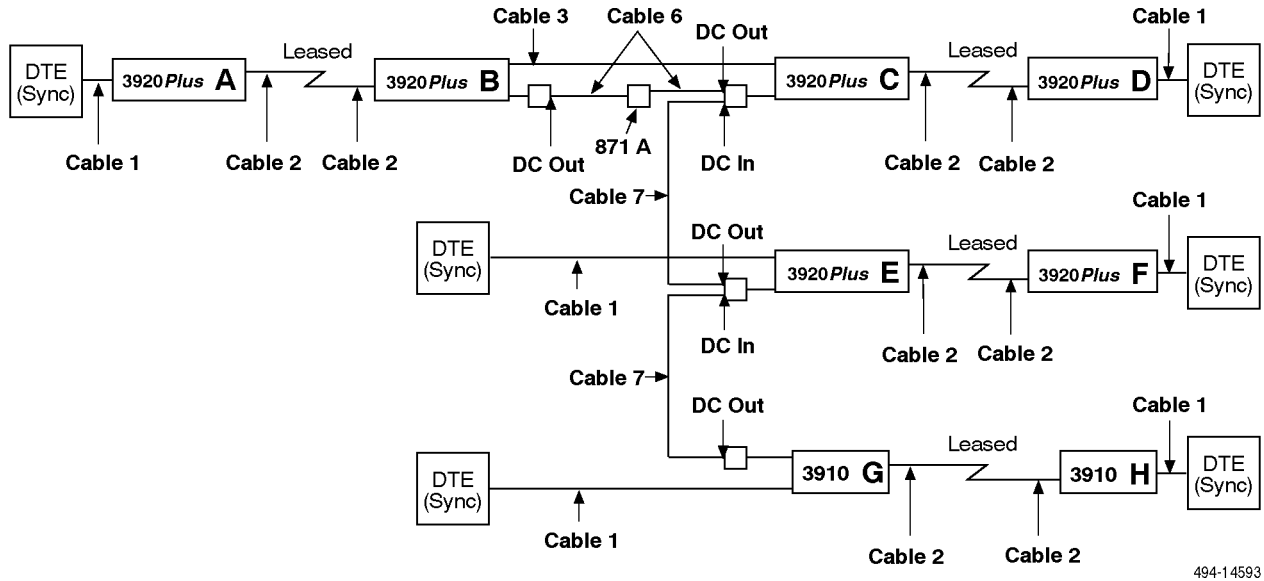 Cable 3
Cable 6
DC Out
Cable 1
Leased
Leased
DTE
(Sync)
3920Plus A
3920Plus B
3920Plus C
3920Plus D
DTE
(Sync)
Cable 1
Cable 2
Cable 2
DC Out
871 A
DC In
Cable 2
Cable 2
Cable 7
Cable 1
DC Out
Leased
DTE
(Sync)
3920Plus E
3920Plus F
DTE
(Sync)
Cable 1
DC In
Cable 2
Cable 2
Cable 7
DC Out
Cable 1
Leased
DTE
(Sync)
3910 G
3910 H
DTE
(Sync)
Cable 1
Cable 2
Cable 2
494-14593